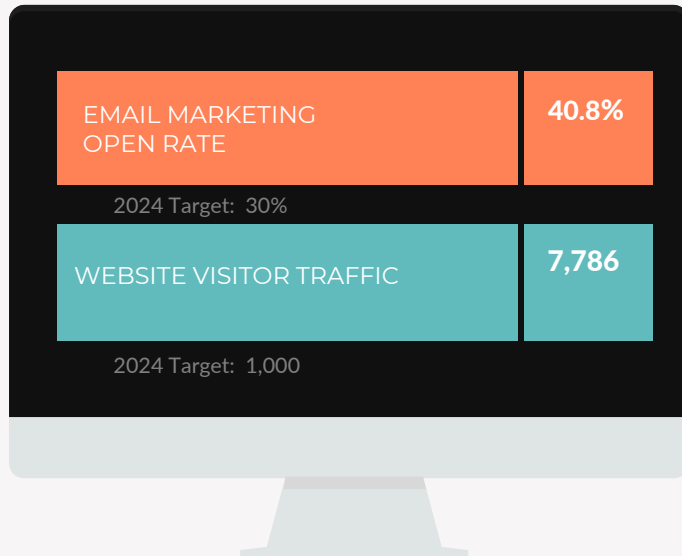 EMAIL MARKETING
OPEN RATE
40.8%
2024 Target: 30%
WEBSITE VISITOR TRAFFIC
7,786
2024 Target: 1,000